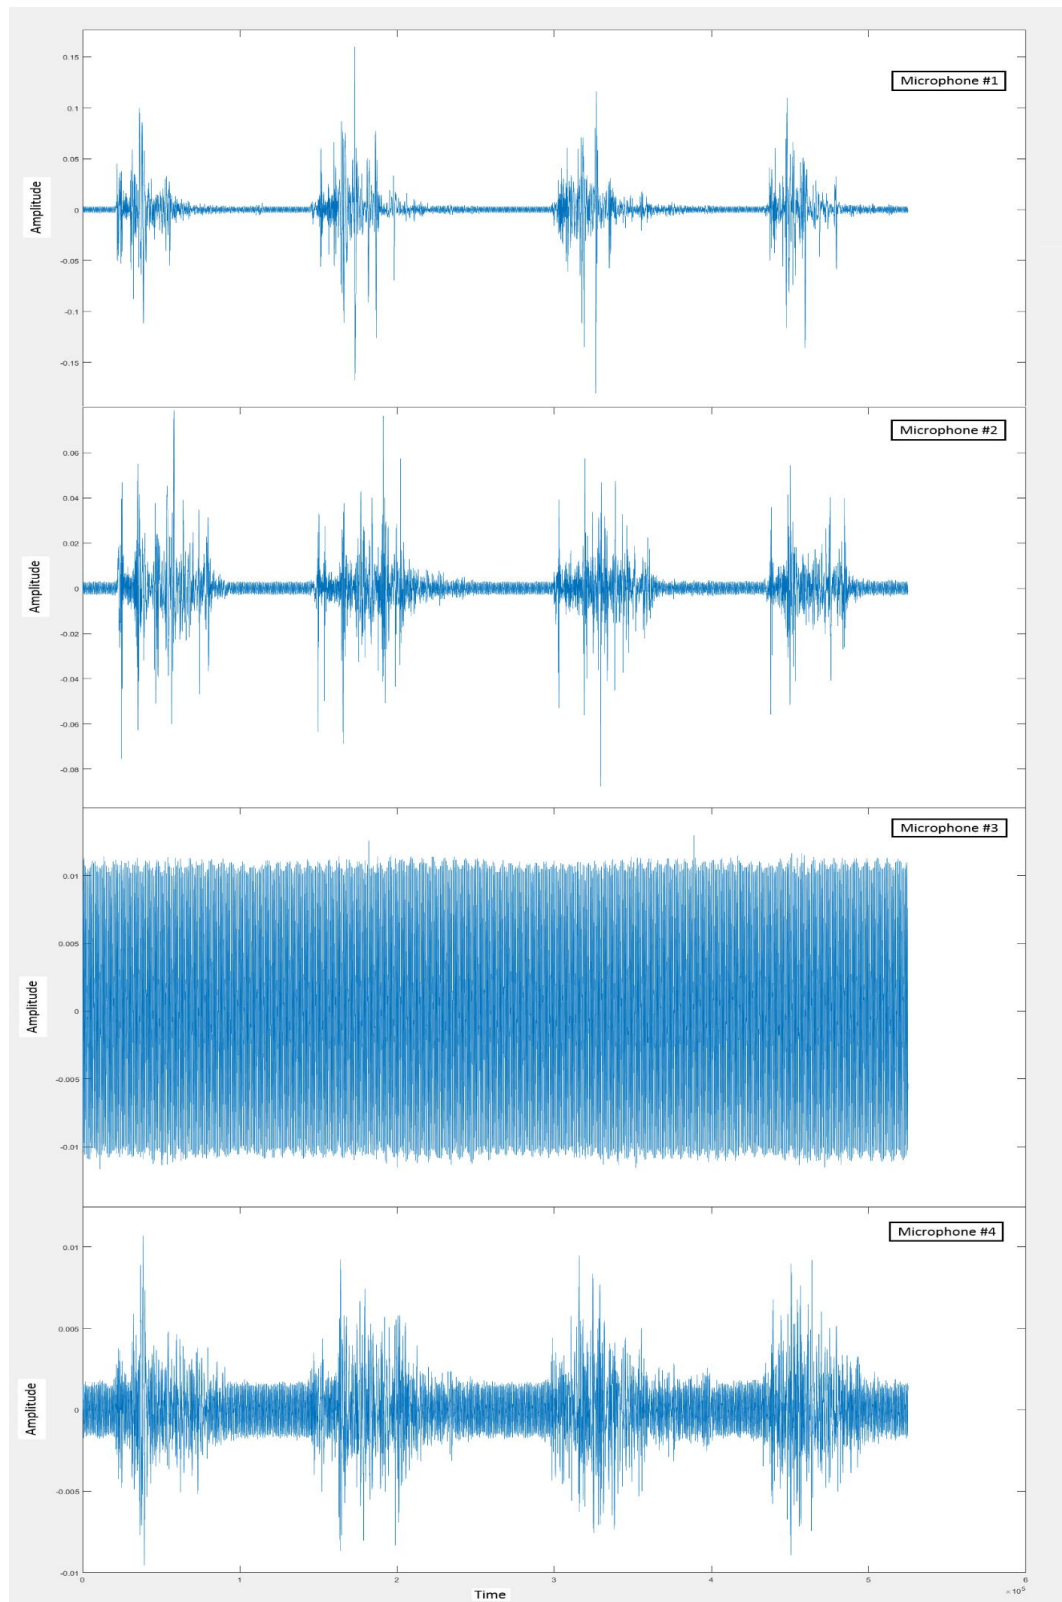 Microphone #1
0.15
0.1
0.05
0
-0.05
-0.1
-0.15
Amplitude
Microphone #2
0.06
0.04
0.02
0
-0.02
-0.04
-0.06
-0.08
Amplitude
Microphone #3
0.01
0.005
0
-0.005
-0.01
Amplitude
Microphone #4
0.01
0.005
0
-0.005
-0.01
Amplitude
0 1 2 3 4 5 6
Time
×10^5